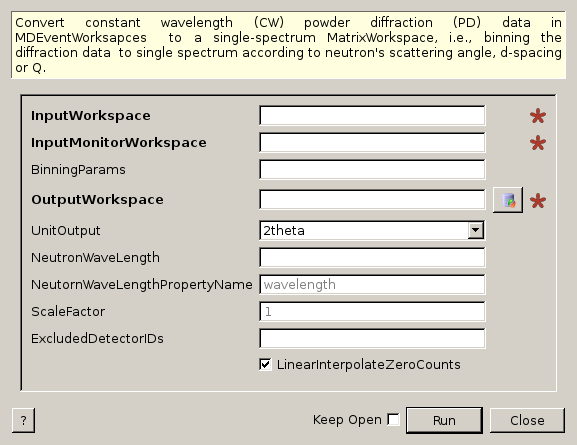 Convert constant wavelength (CW) powder diffraction (PD) data in
MDEventWorksapces to a single-spectrum MatrixWorkspace, i.e., binning the
diffraction data to single spectrum according to neutron's scattering angle, d-spacing
or Q.
InputWorkspace
InputMonitorWorkspace
BinningParams
OutputWorkspace
UnitOutput 2theta
NeutronWaveLength
NeutornWaveLengthPropertyName wavelength
ScaleFactor 1
ExcludedDetectorIDs
LinearInterpolateZeroCounts
? Keep Open Run Close